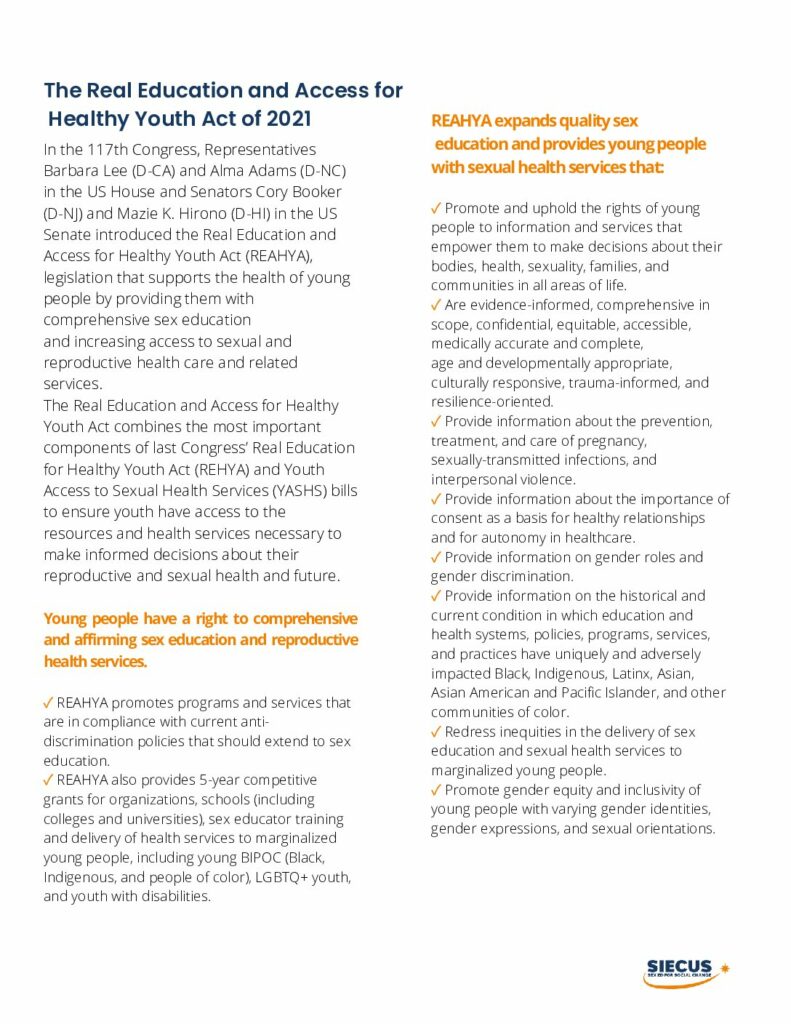 The Real Education and Access for
Healthy Youth Act of 2021
In the 117th Congress, Representatives
Barbara Lee (D-CA) and Alma Adams (D-NC)
in the US House and Senators Cory Booker
(D-NJ) and Mazie K. Hirono (D-HI) in the US
Senate introduced the Real Education and
Access for Healthy Youth Act (REAHYA),
legislation that supports the health of young
people by providing them with
comprehensive sex education
and increasing access to sexual and
reproductive health care and related
services.
The Real Education and Access for Healthy
Youth Act combines the most important
components of last Congress’ Real Education
for Healthy Youth Act (REHYA) and Youth
Access to Sexual Health Services (YASHS) bills
to ensure youth have access to the
resources and health services necessary to
make informed decisions about their
reproductive and sexual health and future.
Young people have a right to comprehensive
and affirming sex education and reproductive
health services.
✓ REAHYA promotes programs and services that
are in compliance with current anti-
discrimination policies that should extend to sex
education.
✓ REAHYA also provides 5-year competitive
grants for organizations, schools (including
colleges and universities), sex educator training
and delivery of health services to marginalized
young people, including young BIPOC (Black,
Indigenous, and people of color), LGBTQ+ youth,
and youth with disabilities.
REAHYA expands quality sex
education and provides young people
with sexual health services that:
✓ Promote and uphold the rights of young
people to information and services that
empower them to make decisions about their
bodies, health, sexuality, families, and
communities in all areas of life.
✓ Are evidence-informed, comprehensive in
scope, confidential, equitable, accessible,
medically accurate and complete,
age and developmentally appropriate,
culturally responsive, trauma-informed, and
resilience-oriented.
✓ Provide information about the prevention,
treatment, and care of pregnancy,
sexually-transmitted infections, and
interpersonal violence.
✓ Provide information about the importance of
consent as a basis for healthy relationships
and for autonomy in healthcare.
✓ Provide information on gender roles and
gender discrimination.
✓ Provide information on the historical and
current condition in which education and
health systems, policies, programs, services,
and practices have uniquely and adversely
impacted Black, Indigenous, Latinx, Asian,
Asian American and Pacific Islander, and other
communities of color.
✓ Redress inequities in the delivery of sex
education and sexual health services to
marginalized young people.
✓ Promote gender equity and inclusivity of
young people with varying gender identities,
gender expressions, and sexual orientations.
SIECUS
SEX ED FOR SOCIAL CHANGE